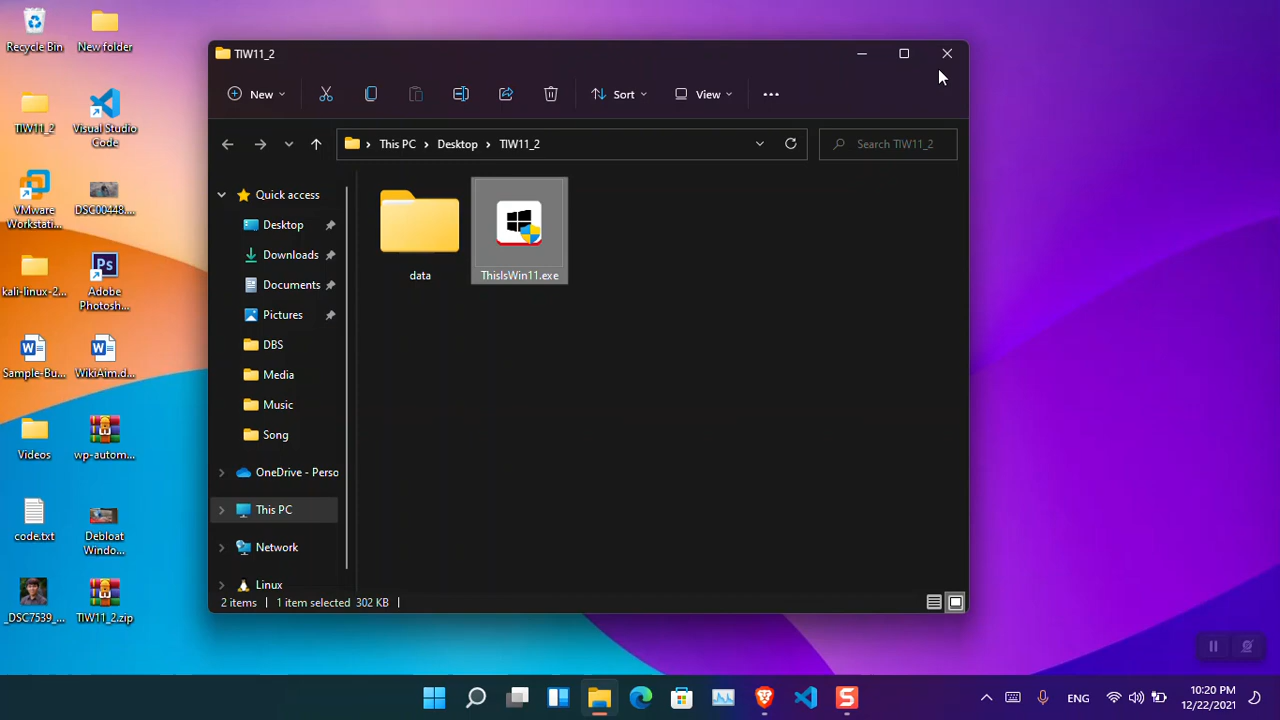 Recycle Bin
New folder
TIW11_2
Visual Studio
Code
VMware
Workstati...
DSC00448....
kali-linux-2...
Adobe
Photosh...
Sample-Bu...
WikiAim.d...
Videos
wp-autom...
code.txt
Debloat
Windo...
_DSC7539_...
TIW11_2.zip
TIW11_2
New
Sort
View
This PC
Desktop
TIW11_2
Search TIW11_2
Quick access
Desktop
Downloads
Documents
Pictures
DBS
Media
Music
Song
OneDrive - Perso
This PC
Network
Linux
data
ThisIsWin11.exe
2 items
1 item selected 302 KB
Ps
W
W
S
ENG
10:20 PM
12/22/2021